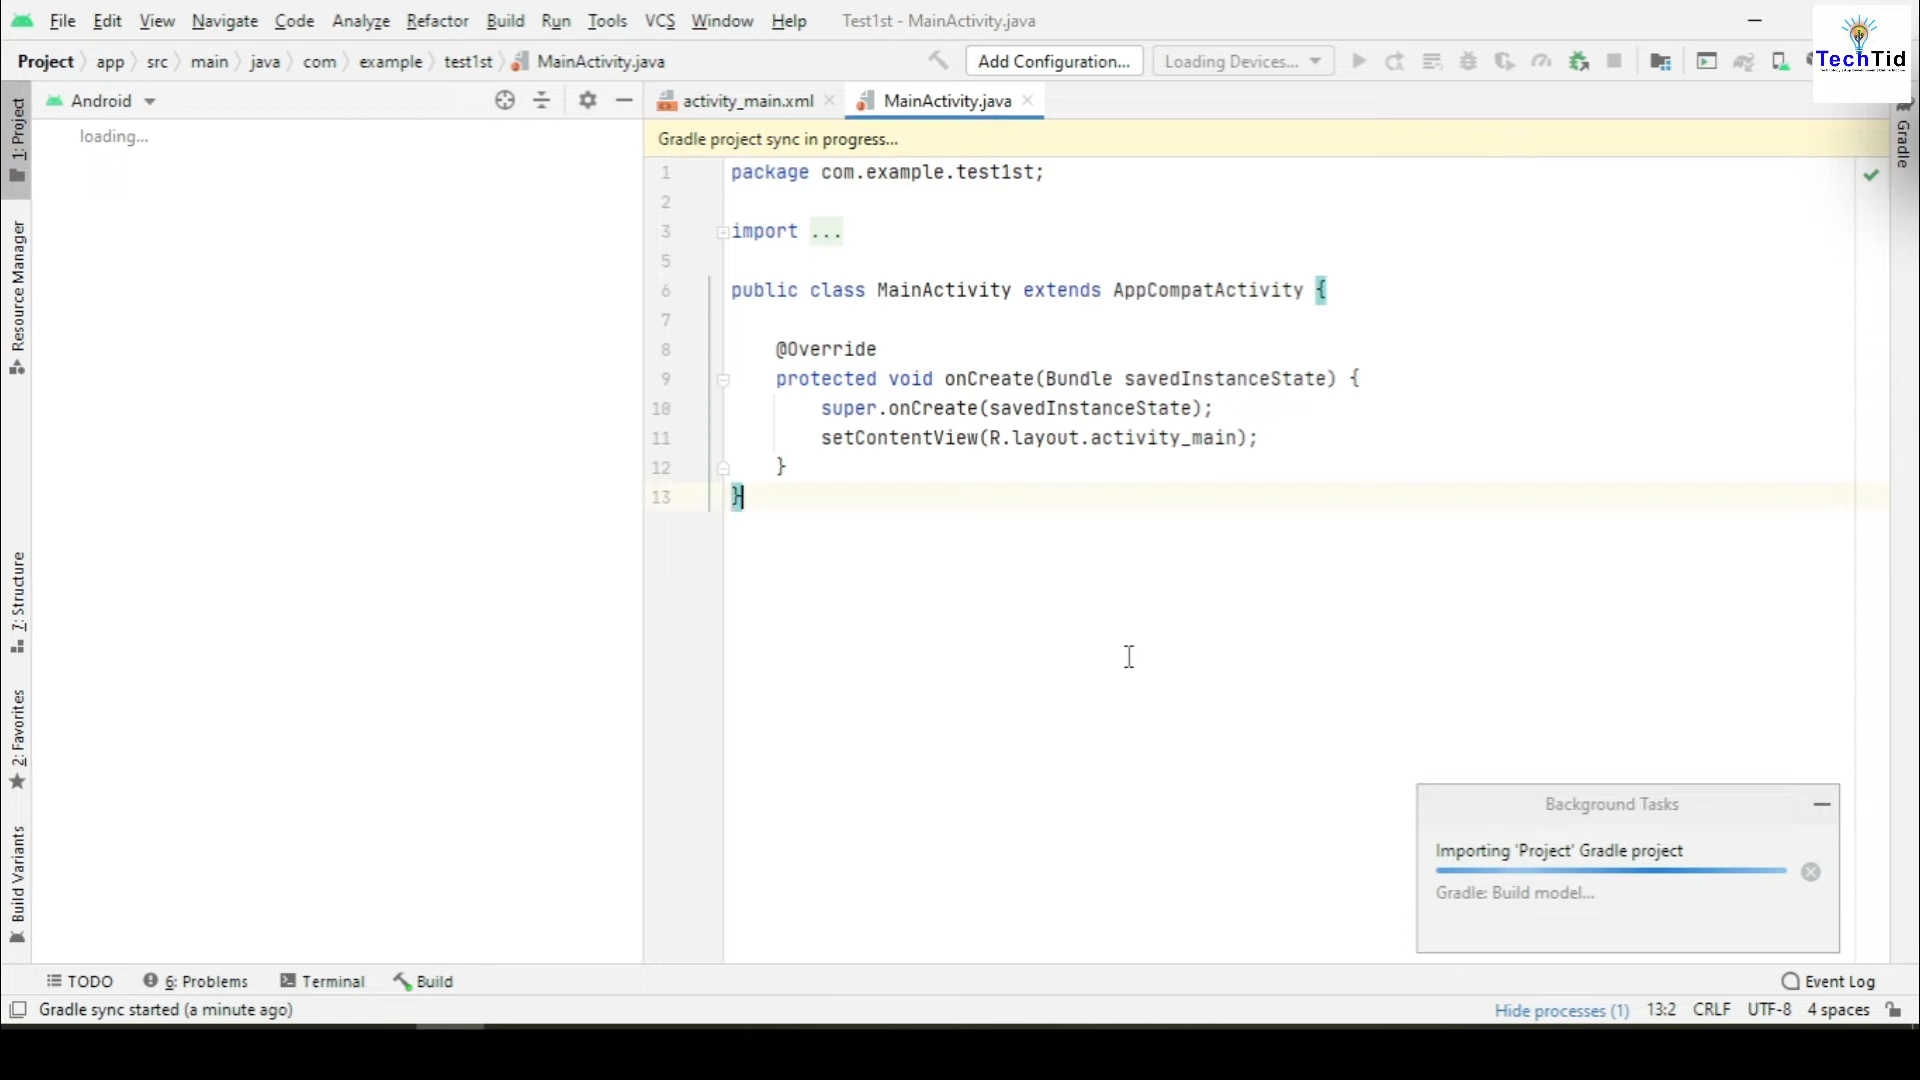 File Edit View Navigate Code Analyze Refactor Build Run Tools VCS Window Help Test1st - MainActivity.java
TechTid
Project app src main java com example test1st MainActivity.java Add Configuration... Loading Devices...
Android
activity_main.xml MainActivity.java
loading...
Gradle project sync in progress...
1 package com.example.test1st;
2
3 import ...
5
6 public class MainActivity extends AppCompatActivity {
7
8 @Override
9 protected void onCreate(Bundle savedInstanceState) {
10 super.onCreate(savedInstanceState);
11 setContentView(R.layout.activity_main);
12 }
13 }
1: Project
Resource Manager
7: Structure
2: Favorites
Build Variants
Gradle
Background Tasks
Importing 'Project' Gradle project
Gradle: Build model...
TODO 6: Problems Terminal Build Event Log
Gradle sync started (a minute ago) Hide processes (1) 13:2 CRLF UTF-8 4 spaces